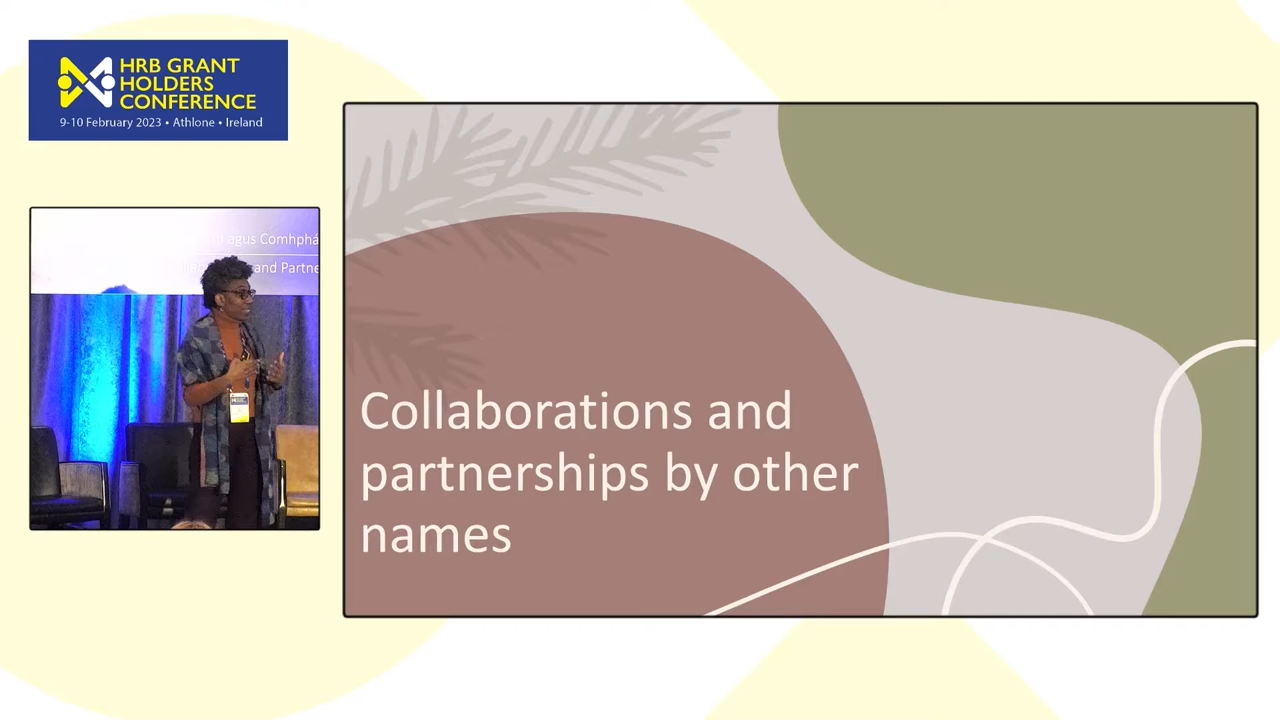 HRB GRANT
HOLDERS
CONFERENCE
9-10 February 2023 • Athlone • Ireland
agus Comhphá
and Partne
Collaborations and
partnerships by other
names